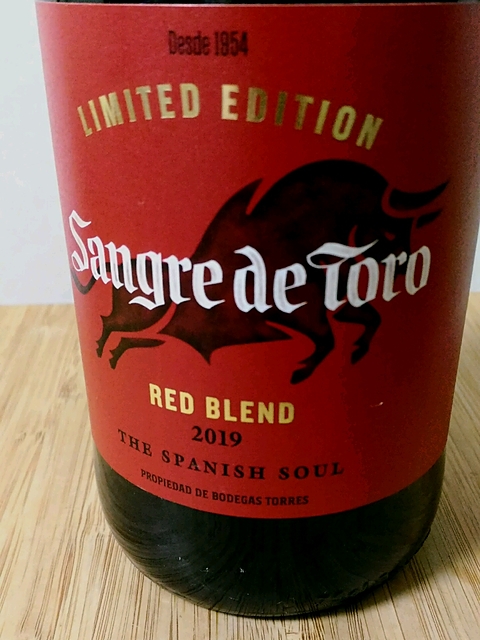 Desde 1954
LIMITED EDITION
Sangre de Toro
RED BLEND
2019
THE SPANISH SOUL
PROPIEDAD DE BODEGAS TORRES